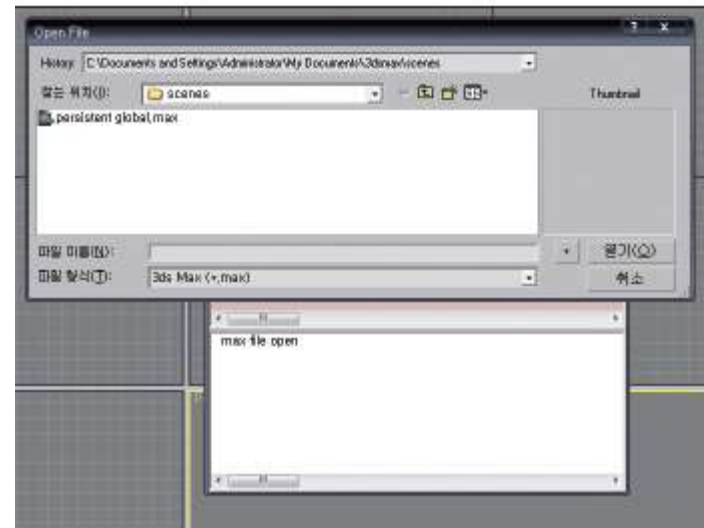 Open File
History: C:\Documents and Settings\Administrator\My Documents\3dsmax\scenes
찾는 위치(I): scenes
Thumbnail
persistent global,max
파일 이름(N):
열기(O)
파일 형식(T): 3ds Max (*,max)
취소
max file open